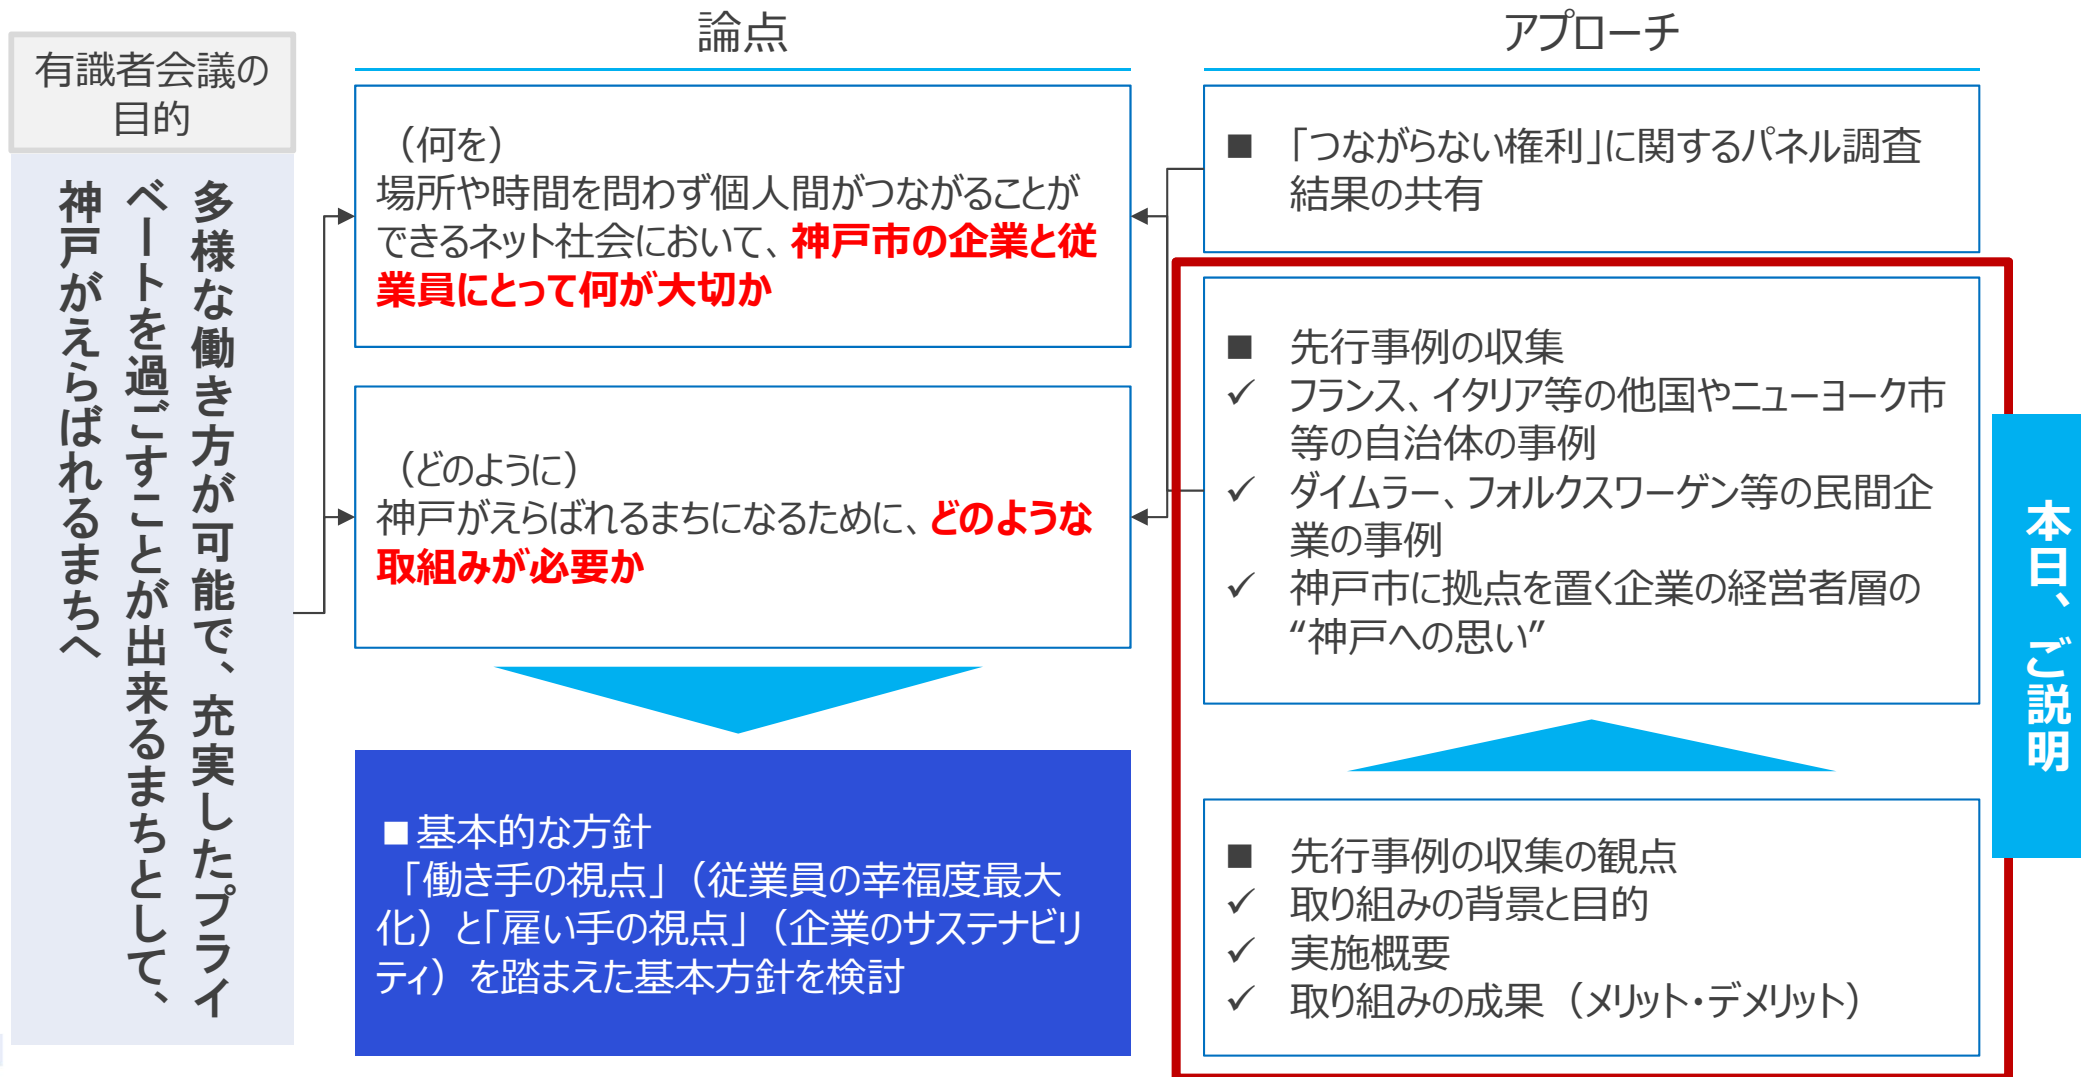 有識者会議の
目的
多様な働き方が可能で、充実したプライ
ベートを過ごすことが出来るまちとして、
神戸がえらばれるまちへ
論点
（何を）
場所や時間を問わず個人間がつながることが
できるネット社会において、神戸市の企業と従
業員にとって何が大切か
（どのように）
神戸がえらばれるまちになるために、どのような
取組みが必要か
■基本的な方針
「働き手の視点」（従業員の幸福度最大
化）と「雇い手の視点」（企業のサステナビリ
ティ）を踏まえた基本方針を検討
アプローチ
■ 「つながらない権利」に関するパネル調査
結果の共有
■ 先行事例の収集
✓ フランス、イタリア等の他国やニューヨーク市
等の自治体の事例
✓ ダイムラー、フォルクスワーゲン等の民間企
業の事例
✓ 神戸市に拠点を置く企業の経営者層の
“神戸への思い”
■ 先行事例の収集の観点
✓ 取り組みの背景と目的
✓ 実施概要
✓ 取り組みの成果（メリット・デメリット）
本日、ご説明